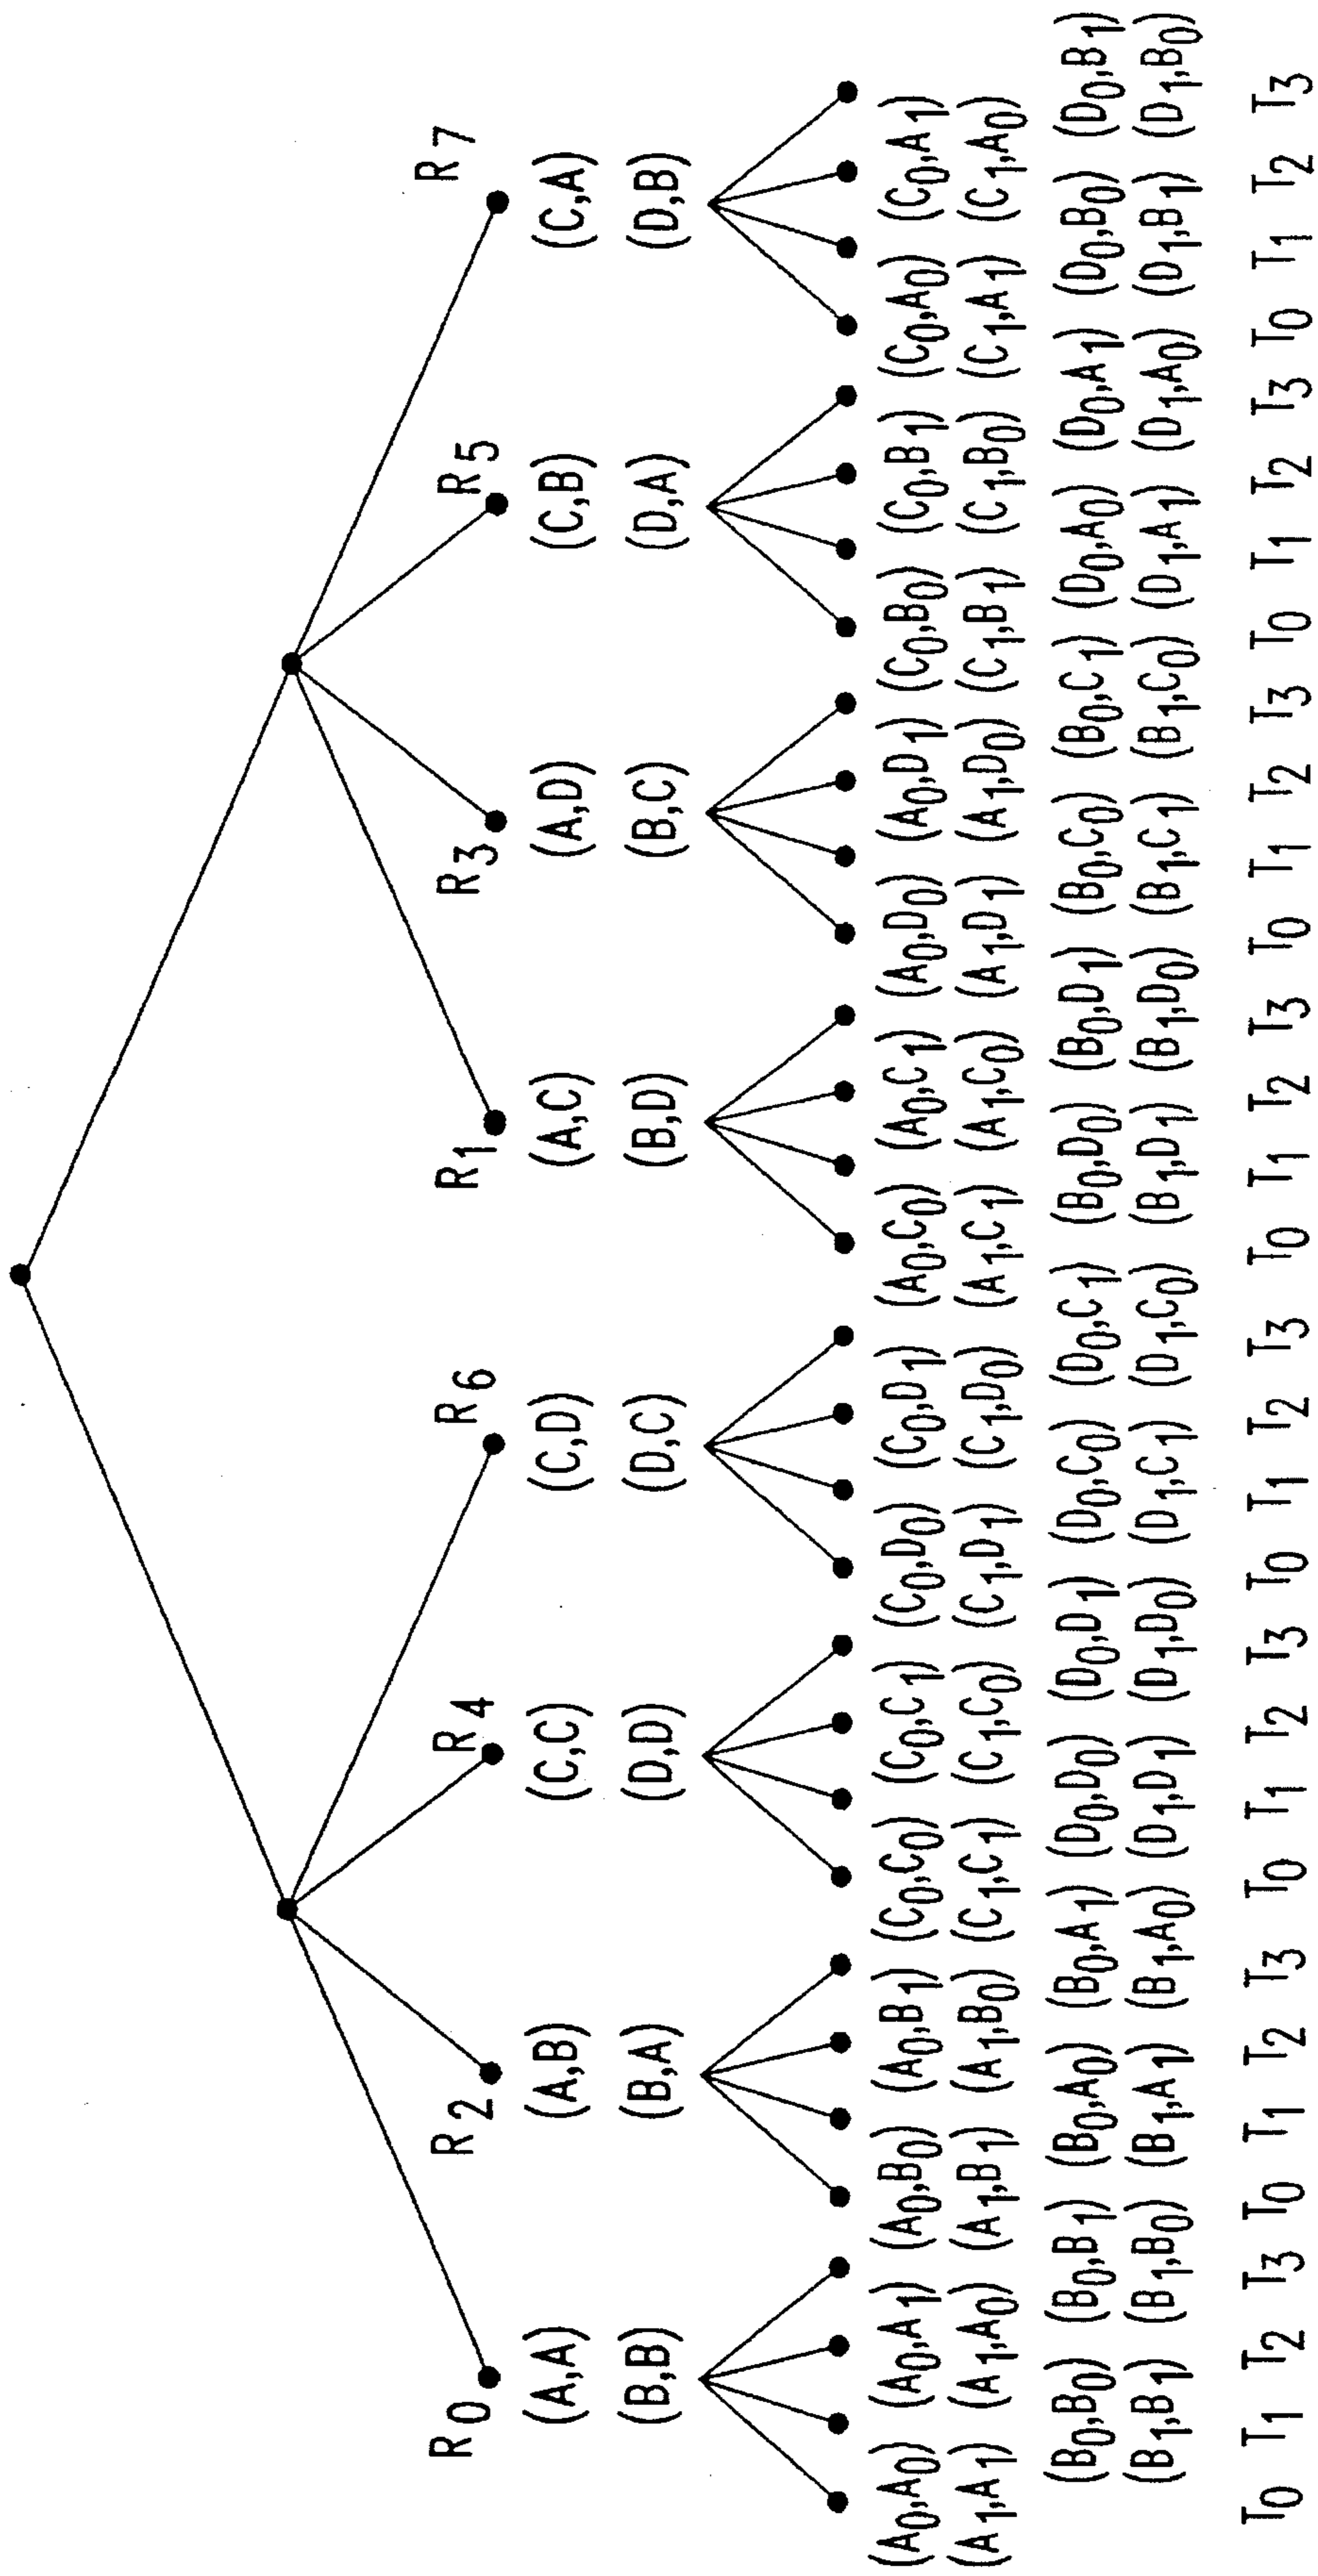 R0 R2 R4 R6 R1 R3 R5 R7
(A,A) (A,B) (C,C) (C,D) (A,C) (A,D) (C,B) (C,A)
(B,B) (B,A) (D,D) (D,C) (B,D) (B,C) (D,A) (D,B)
(A0,A0) (A0,A1) (A0,B0) (A0,B1) (C0,C0) (C0,C1) (C0,D0) (C0,D1) (A0,C0) (A0,C1) (A0,D0) (A0,D1) (C0,B0) (C0,B1) (C0,A0) (C0,A1)
(A1,A1) (A1,A0) (A1,B1) (A1,B0) (C1,C1) (C1,C0) (C1,D1) (C1,D0) (A1,C1) (A1,C0) (A1,D1) (A1,D0) (C1,B1) (C1,B0) (C1,A1) (C1,A0)
(B0,B0) (B0,B1) (B0,A0) (B0,A1) (D0,D0) (D0,D1) (D0,C0) (D0,C1) (B0,D0) (B0,D1) (B0,C0) (B0,C1) (D0,A0) (D0,A1) (D0,B0) (D0,B1)
(B1,B1) (B1,B0) (B1,A1) (B1,A0) (D1,D1) (D1,D0) (D1,C1) (D1,C0) (B1,D1) (B1,D0) (B1,C1) (B1,C0) (D1,A1) (D1,A0) (D1,B1) (D1,B0)
T0 T1 T2 T3 T0 T1 T2 T3 T0 T1 T2 T3 T0 T1 T2 T3 T0 T1 T2 T3 T0 T1 T2 T3 T0 T1 T2 T3 T0 T1 T2 T3